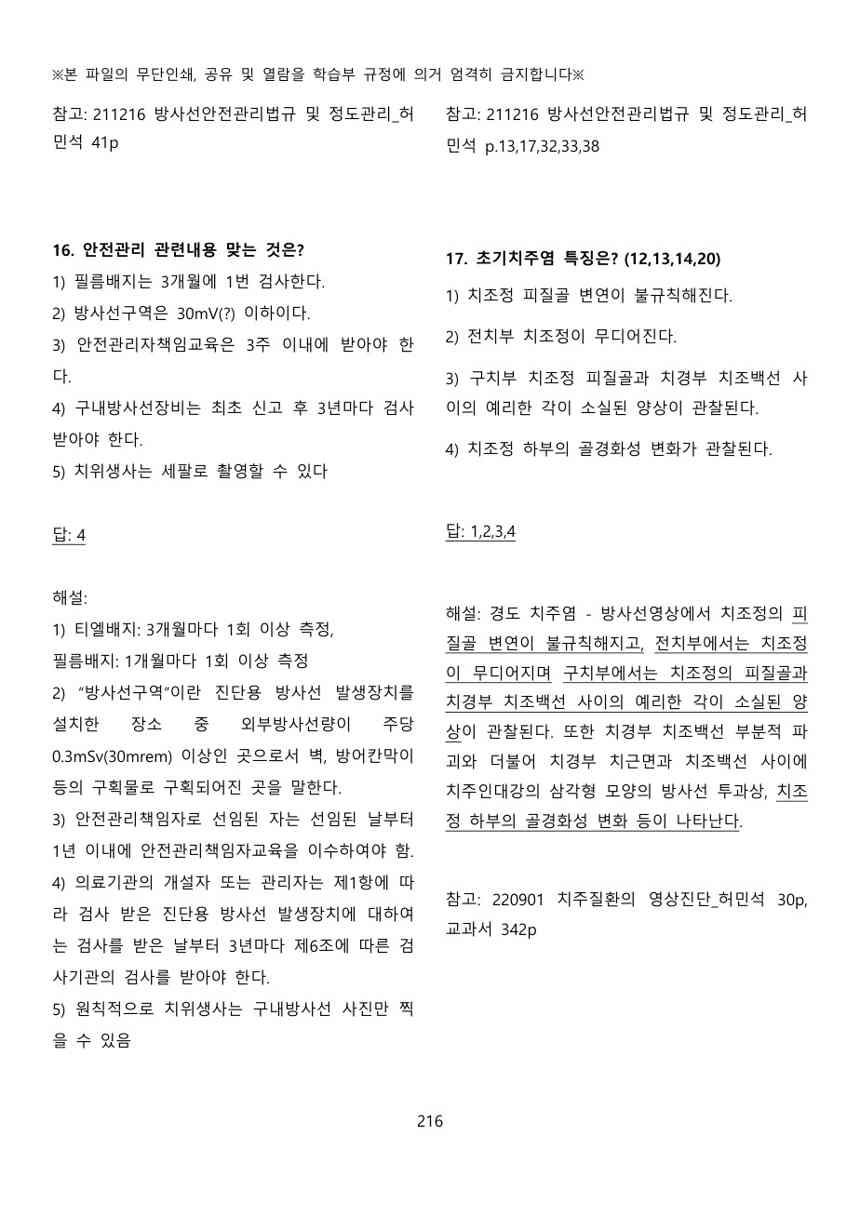 ※본 파일의 무단인쇄, 공유 및 열람을 학습부 규정에 의거 엄격히 금지합니다※
참고: 211216 방사선안전관리법규 및 정도관리_허
민석 41p
16. 안전관리 관련내용 맞는 것은?
1) 필름배지는 3개월에 1번 검사한다.
2) 방사선구역은 30mV(?) 이하이다.
3) 안전관리자책임교육은 3주 이내에 받아야 한
다.
4) 구내방사선장비는 최초 신고 후 3년마다 검사
받아야 한다.
5) 치위생사는 세팔로 촬영할 수 있다
답: 4
해설:
1) 티엘배지: 3개월마다 1회 이상 측정,
필름배지: 1개월마다 1회 이상 측정
2) “방사선구역”이란 진단용 방사선 발생장치를
설치한 장소 중 외부방사선량이 주당
0.3mSv(30mrem) 이상인 곳으로서 벽, 방어칸막이
등의 구획물로 구획되어진 곳을 말한다.
3) 안전관리책임자로 선임된 자는 선임된 날부터
1년 이내에 안전관리책임자교육을 이수하여야 함.
4) 의료기관의 개설자 또는 관리자는 제1항에 따
라 검사 받은 진단용 방사선 발생장치에 대하여
는 검사를 받은 날부터 3년마다 제6조에 따른 검
사기관의 검사를 받아야 한다.
5) 원칙적으로 치위생사는 구내방사선 사진만 찍
을 수 있음
참고: 211216 방사선안전관리법규 및 정도관리_허
민석 p.13,17,32,33,38
17. 초기치주염 특징은? (12,13,14,20)
1) 치조정 피질골 변연이 불규칙해진다.
2) 전치부 치조정이 무디어진다.
3) 구치부 치조정 피질골과 치경부 치조백선 사
이의 예리한 각이 소실된 양상이 관찰된다.
4) 치조정 하부의 골경화성 변화가 관찰된다.
답: 1,2,3,4
해설: 경도 치주염 - 방사선영상에서 치조정의 피
질골 변연이 불규칙해지고, 전치부에서는 치조정
이 무디어지며 구치부에서는 치조정의 피질골과
치경부 치조백선 사이의 예리한 각이 소실된 양
상이 관찰된다. 또한 치경부 치조백선 부분적 파
괴와 더불어 치경부 치근면과 치조백선 사이에
치주인대강의 삼각형 모양의 방사선 투과상, 치조
정 하부의 골경화성 변화 등이 나타난다.
참고: 220901 치주질환의 영상진단_허민석 30p,
교과서 342p
216